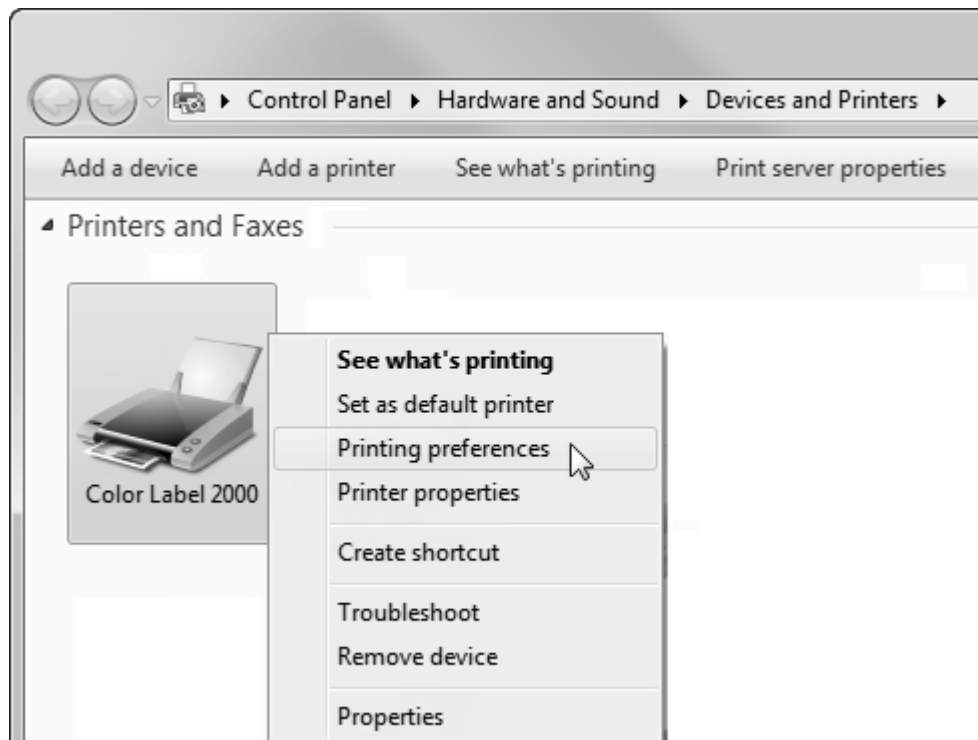 Control Panel Hardware and Sound Devices and Printers
Add a device Add a printer See what's printing Print server properties
Printers and Faxes
Color Label 2000
See what's printing
Set as default printer
Printing preferences
Printer properties
Create shortcut
Troubleshoot
Remove device
Properties